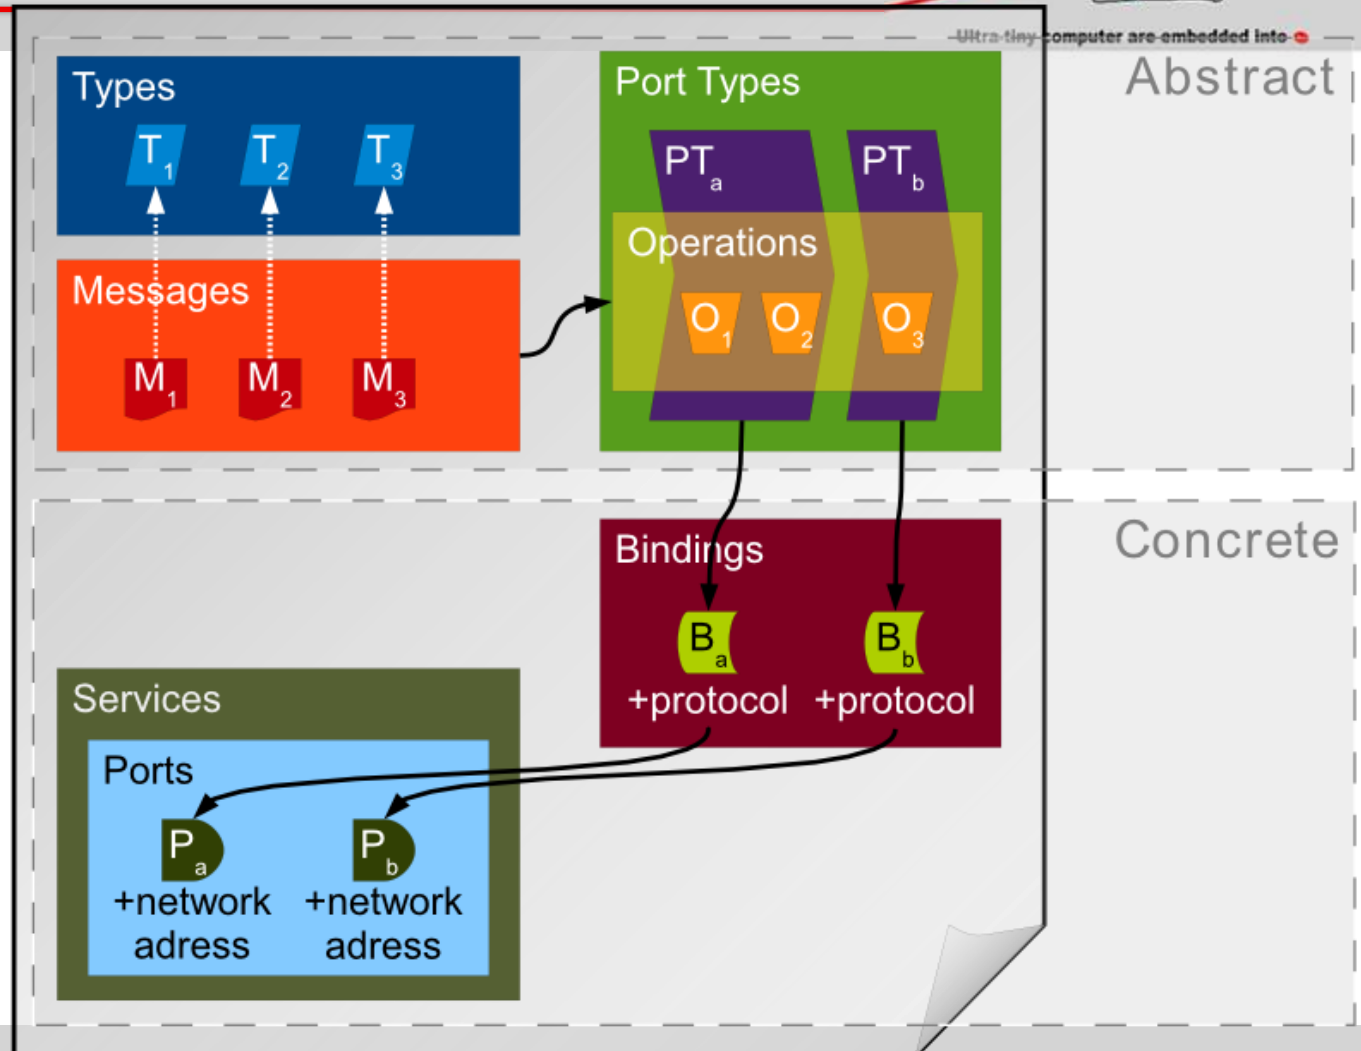 Ultra-tiny computer are embedded into
Abstract
Types
T1 T2 T3
Messages
M1 M2 M3
Port Types
PTa PTb
Operations
O1 O2 O3
Concrete
Bindings
Ba Bb
+protocol +protocol
Services
Ports
Pa Pb
+network +network
adress adress